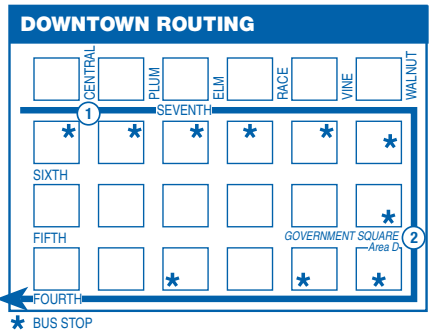 DOWNTOWN ROUTING
CENTRAL
PLUM
ELM
RACE
VINE
WALNUT
1
SEVENTH
SIXTH
FIFTH
GOVERNMENT SQUARE
Area D
2
FOURTH
* BUS STOP